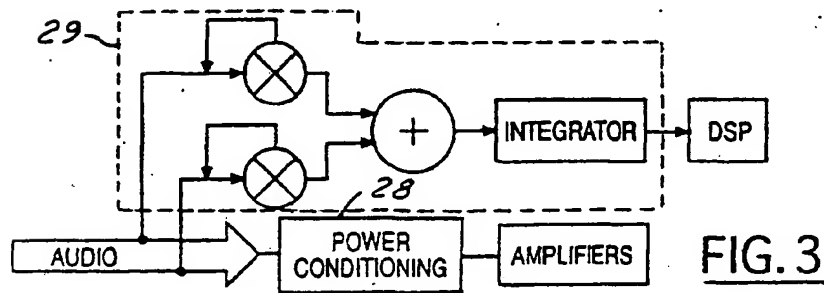 29
+
INTEGRATOR
DSP
28
AUDIO
POWER
CONDITIONING
AMPLIFIERS
FIG. 3